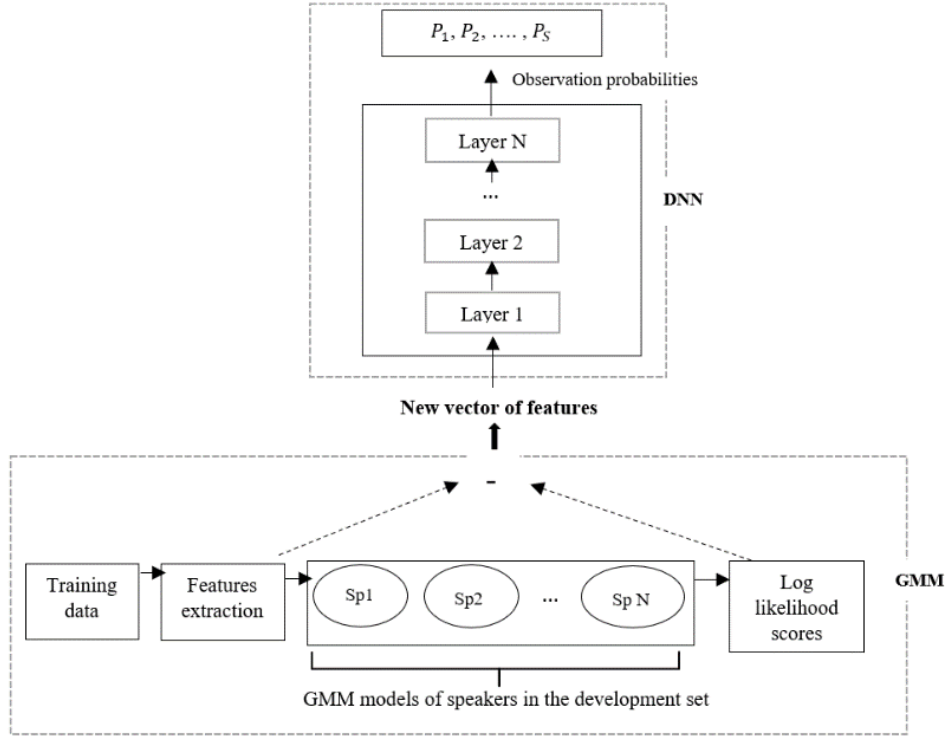 P₁, P₂, .... , Pₛ
Observation probabilities
Layer N
...
DNN
Layer 2
Layer 1
New vector of features
-
Training
data
Features
extraction
Sp1
Sp2
...
Sp N
Log
likelihood
scores
GMM
GMM models of speakers in the development set